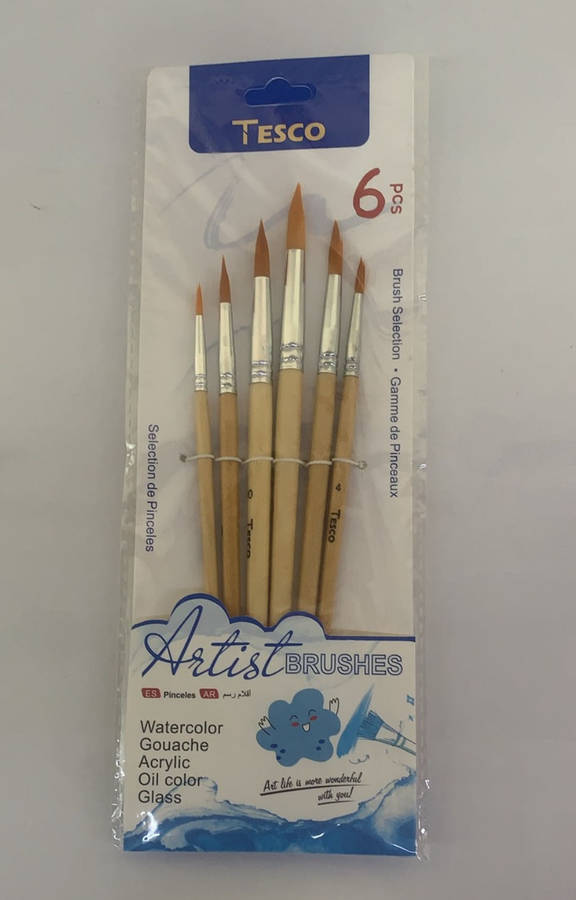 TESCO
6 pcs
Brush Selection • Gamme de Pinceaux
Selection de Pinceles
0 TESCO
4 TESCO
Artist BRUSHES
ES Pinceles AR أقلام رسم
Watercolor
Gouache
Acrylic
Oil color
Glass
Art life is more wonderful
with you!